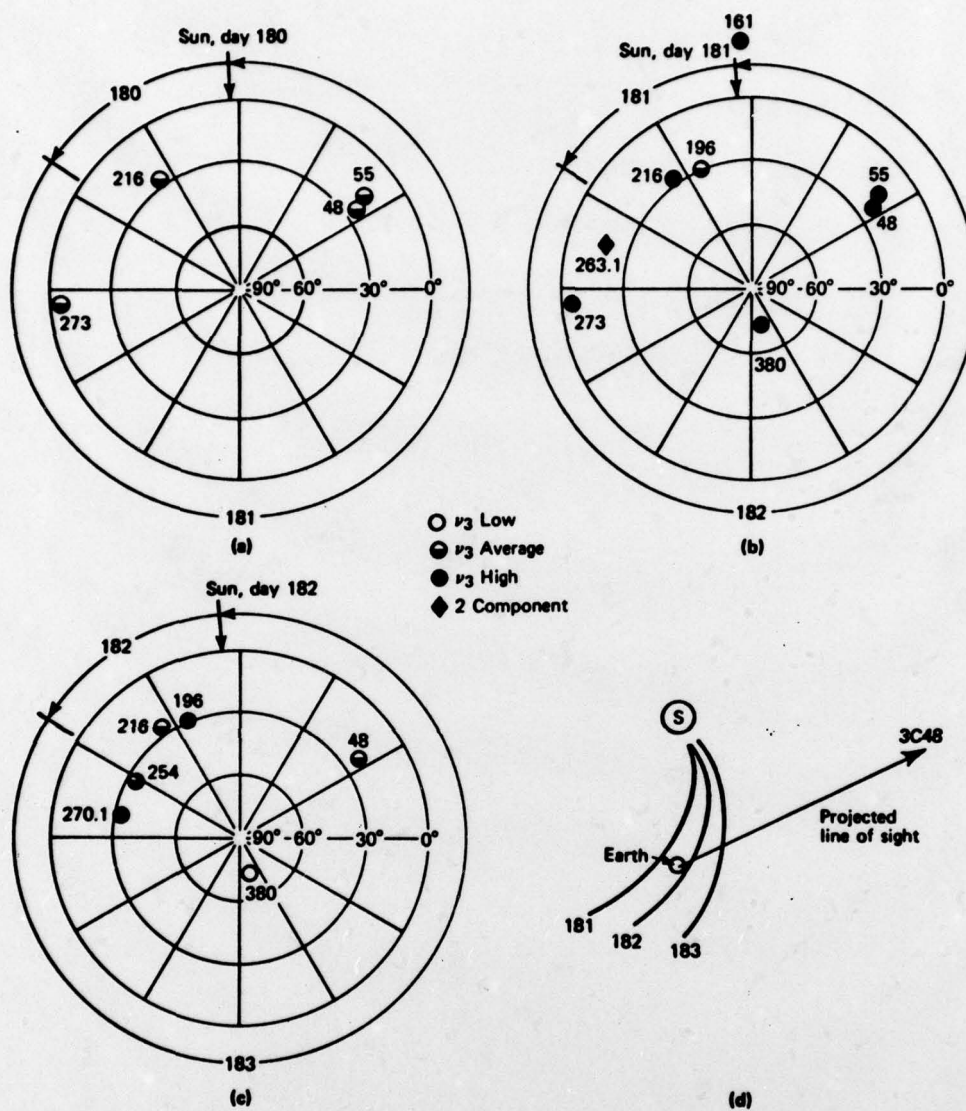 Sun, day 180
180
216
55
48
273
90° 60° 30° 0°
181
(a)
161
Sun, day 181
181
196
216
55
48
263.1
273
90° 60° 30° 0°
380
182
(b)
ν3 Low
ν3 Average
ν3 High
2 Component
Sun, day 182
182
196
216
48
254
270.1
90° 60° 30° 0°
380
183
(c)
S
3C48
Projected
line of sight
Earth
181
182
183
(d)